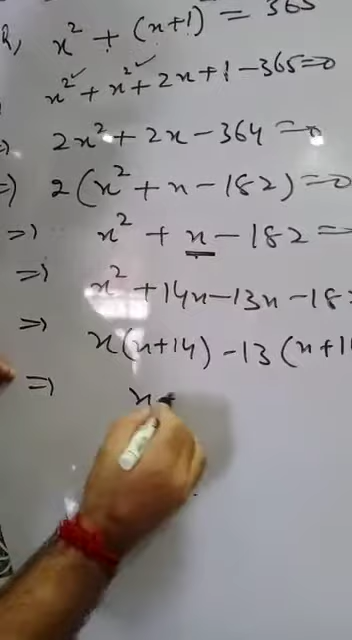 x² + (x+1)² = 365
x² + x² + 2x + 1 - 365 = 0
=) 2x² + 2x - 364 = 0
=) 2(x² + x - 182) = 0
=) x² + x - 182 =
=) x² + 14x - 13x - 18
=) x(x+14) - 13(x+1
=) x +